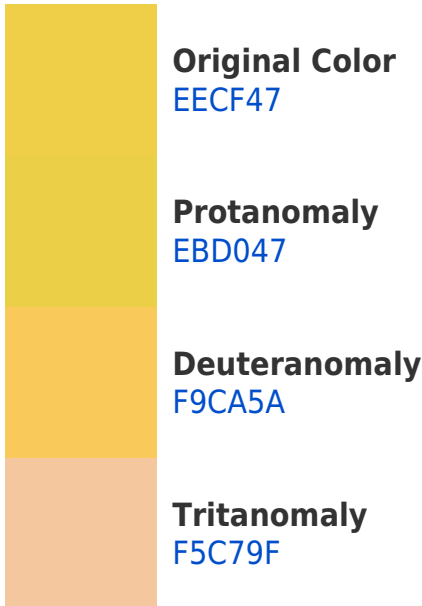 Original Color
EECF47
Protanomaly
EBD047
Deuteranomaly
F9CA5A
Tritanomaly
F5C79F